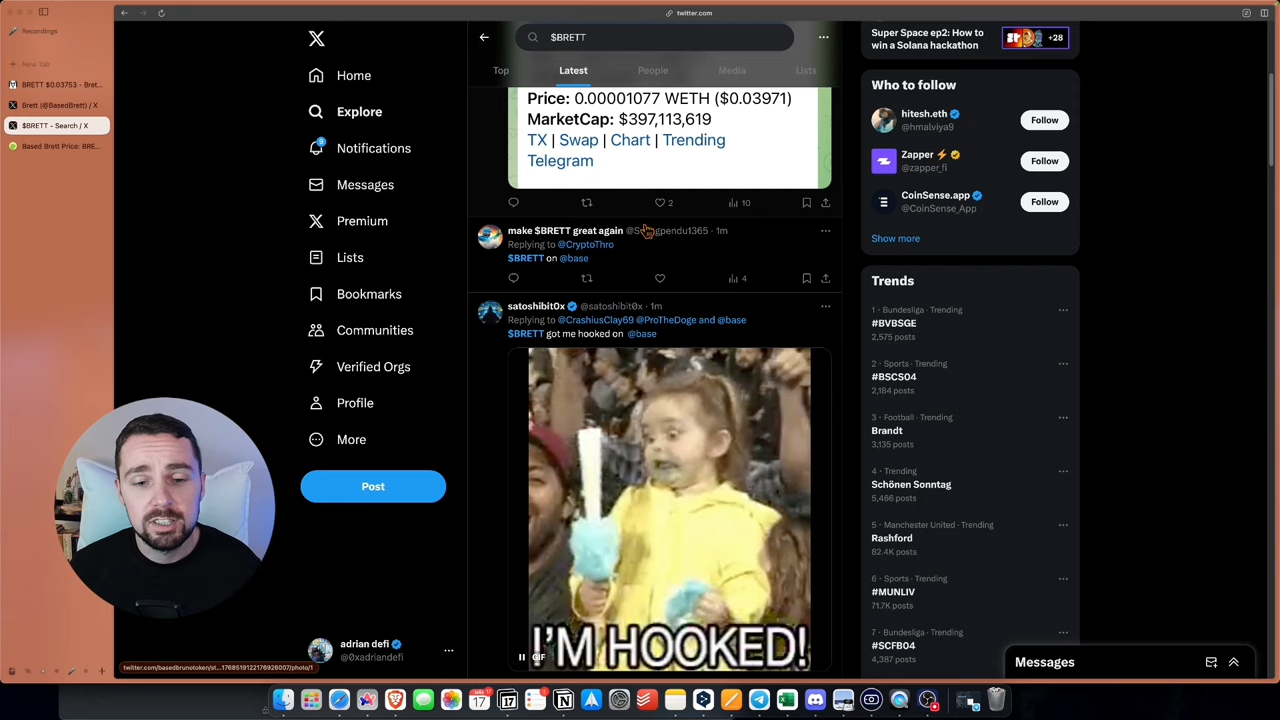 twitter.com
Recordings
New Tab
BRETT $0.03753 - Bret...
Brett (@BasedBrett) / X
$BRETT - Search / X
Based Brett Price: BRE...
Home
Explore
Notifications
Messages
Premium
Lists
Bookmarks
Communities
Verified Orgs
Profile
More
Post
adrian defi
@0xadriandefi
twitter.com/basedbrunotoken/st...1768519122176926007/photo/1
$BRETT
Top
Latest
People
Media
Lists
Price: 0.00001077 WETH ($0.03971)
MarketCap: $397,113,619
TX | Swap | Chart | Trending
Telegram
2
10
make $BRETT great again
1m
Replying to @CryptoThro
$BRETT on @base
4
satoshibit0x @satoshibit0x · 1m
Replying to @CrashiusClay69 @ProTheDoge and @base
$BRETT got me hooked on @base
I'M HOOKED!
GIF
Super Space ep2: How to
win a Solana hackathon
+28
Who to follow
hitesh.eth
@hmalviya9
Follow
Zapper
@zapper_fi
Follow
CoinSense.app
@CoinSense_App
Follow
Show more
Trends
1 · Bundesliga · Trending
#BVBSGE
2,575 posts
2 · Sports · Trending
#BSCS04
2,184 posts
3 · Football · Trending
Brandt
3,135 posts
4 · Trending
Schönen Sonntag
5,466 posts
5 · Manchester United · Trending
Rashford
82.4K posts
6 · Sports · Trending
#MUNLIV
71.7K posts
7 · Bundesliga · Trending
#SCFB04
4,387 posts
Messages